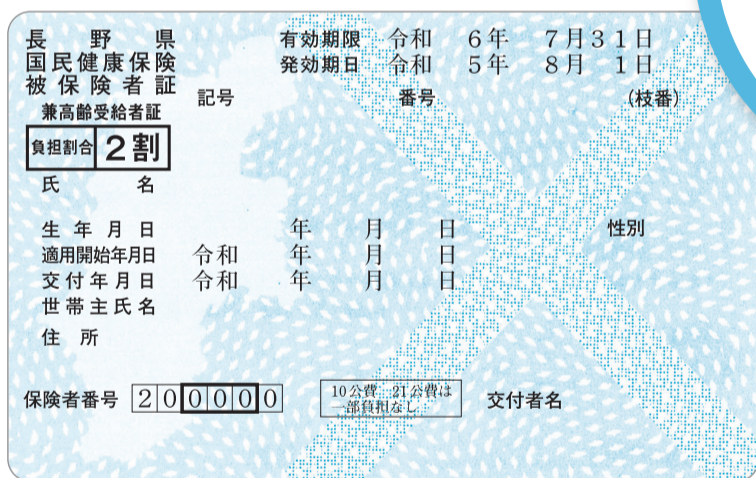 長野県 有効期限 令和 6年 7月31日
国民健康保険 発効期日 令和 5年 8月 1日
被保険者証
記号 番号 (枝番)
兼高齢受給者証
負担割合 2割
氏名
生年月日 年 月 日 性別
適用開始年月日 令和 年 月 日
交付年月日 令和 年 月 日
世帯主氏名
住所
保険者番号 200000
10公費 21公費は
一部負担なし
交付者名